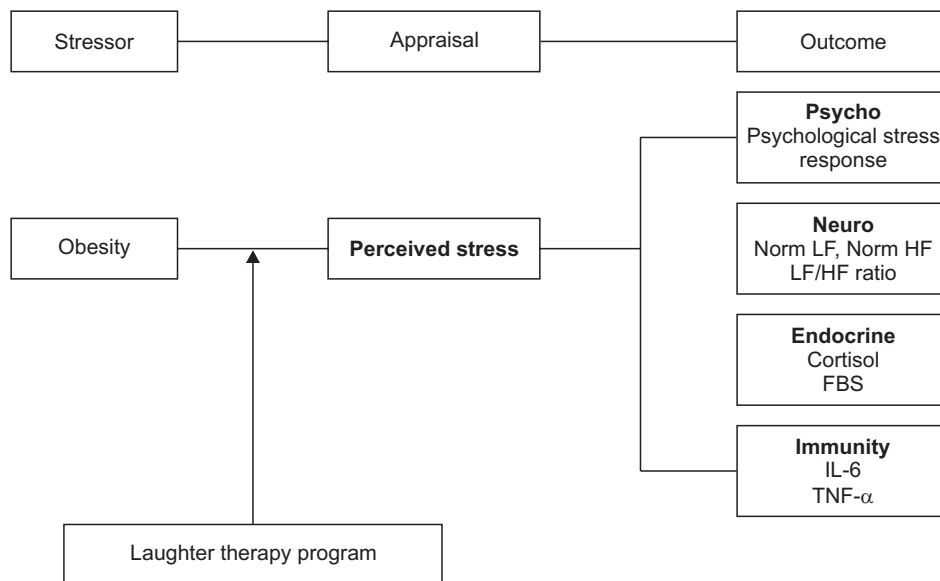 Stressor
Appraisal
Outcome
Psycho
Psychological stress
response
Obesity
Perceived stress
Neuro
Norm LF, Norm HF
LF/HF ratio
Endocrine
Cortisol
FBS
Immunity
IL-6
TNF-α
Laughter therapy program